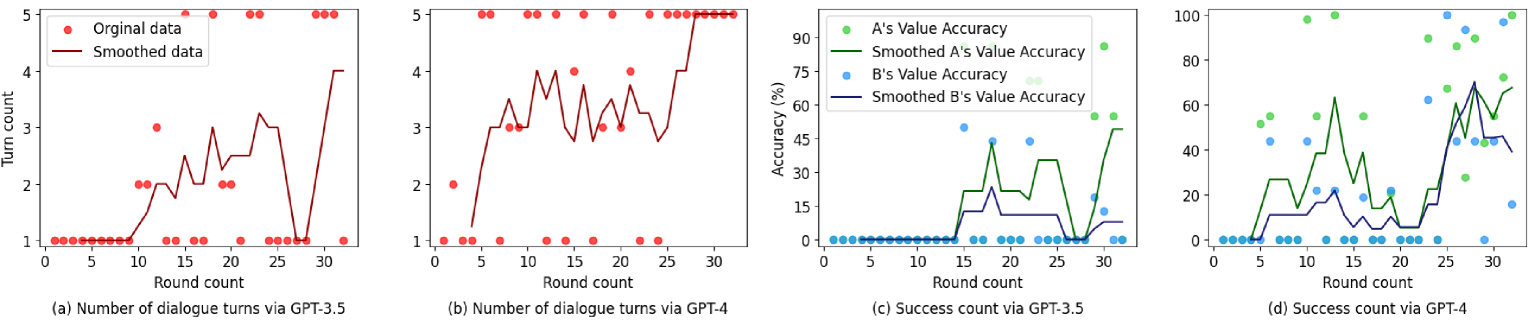 5
4
3
2
1
Turn count
Orginal data
Smoothed data
0 5 10 15 20 25 30
Round count
(a) Number of dialogue turns via GPT-3.5
5
4
3
2
1
0 5 10 15 20 25 30
Round count
(b) Number of dialogue turns via GPT-4
90
75
60
45
30
15
0
Accuracy (%)
A's Value Accuracy
Smoothed A's Value Accuracy
B's Value Accuracy
Smoothed B's Value Accuracy
0 5 10 15 20 25 30
Round count
(c) Success count via GPT-3.5
100
80
60
40
20
0
0 5 10 15 20 25 30
Round count
(d) Success count via GPT-4